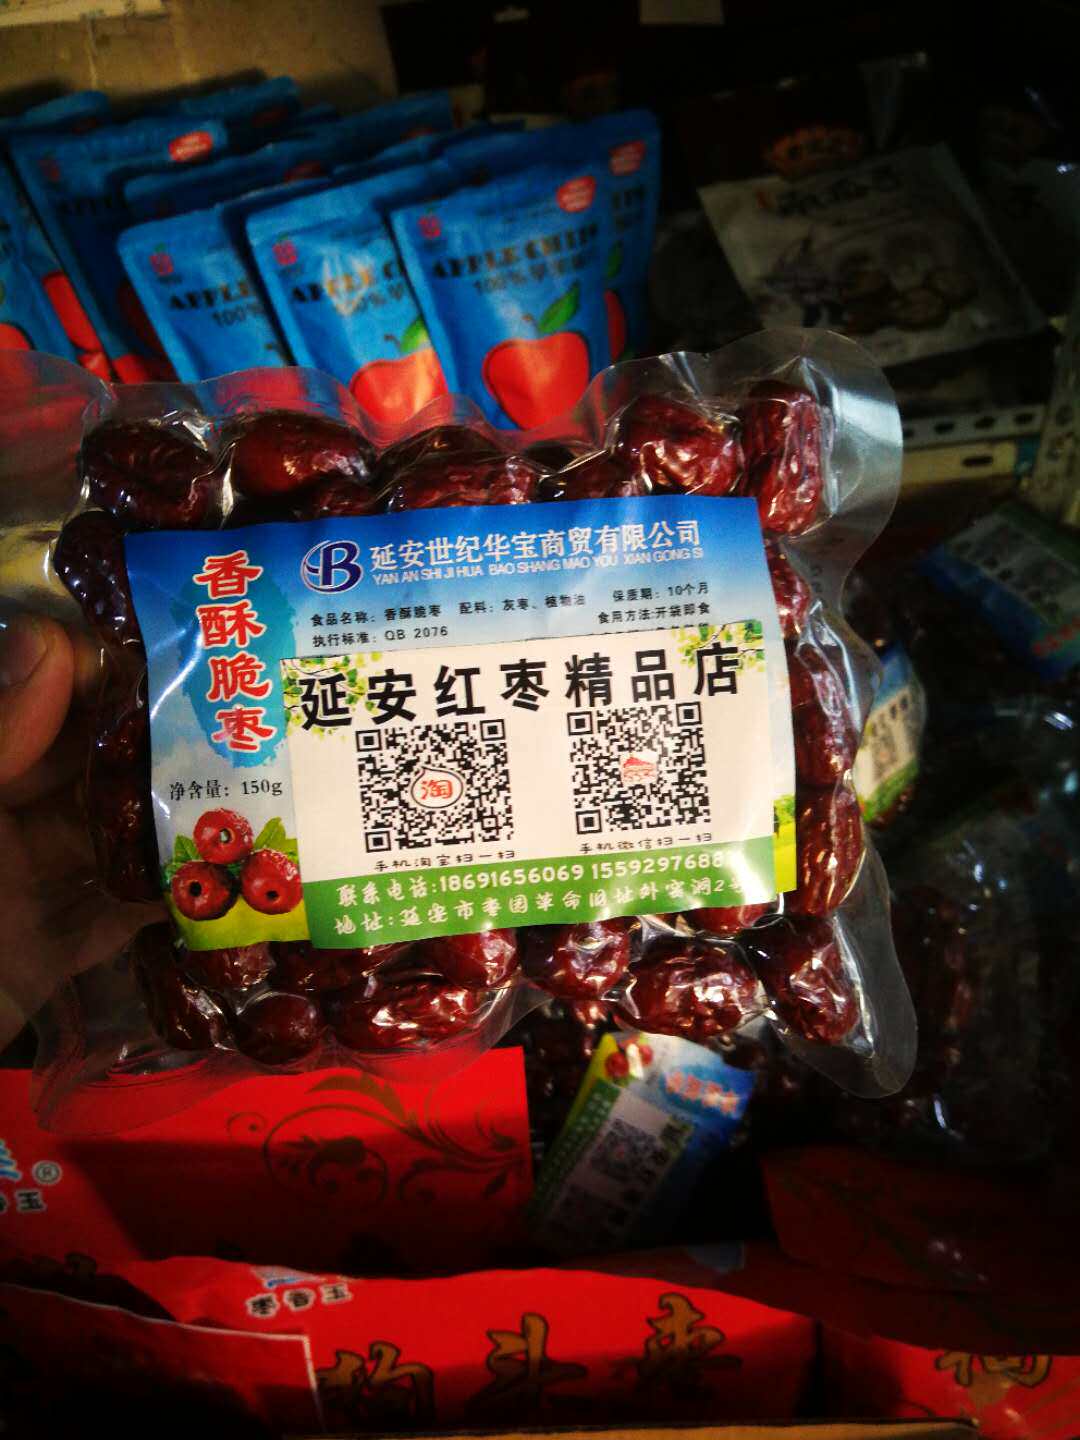 APPLE CHIPS
100%
香酥脆枣
净含量：150g
B
延安世纪华宝商贸有限公司
YAN AN SHI JI HUA BAO SHANG MAO YOU XIAN GONG SI
食品名称：香酥脆枣 配料：灰枣、植物油 保质期：10个月
执行标准：QB 2076 食用方法:开袋即食
延安红枣精品店
淘
手机淘宝扫一扫 手机微信扫一扫
联系电话:18691656069 1559297688
地址:延安市枣园革命旧址外窑洞2号
枣香玉
狗头枣